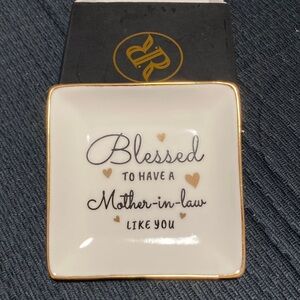 R R
Blessed
TO HAVE A
Mother-in-law
LIKE YOU